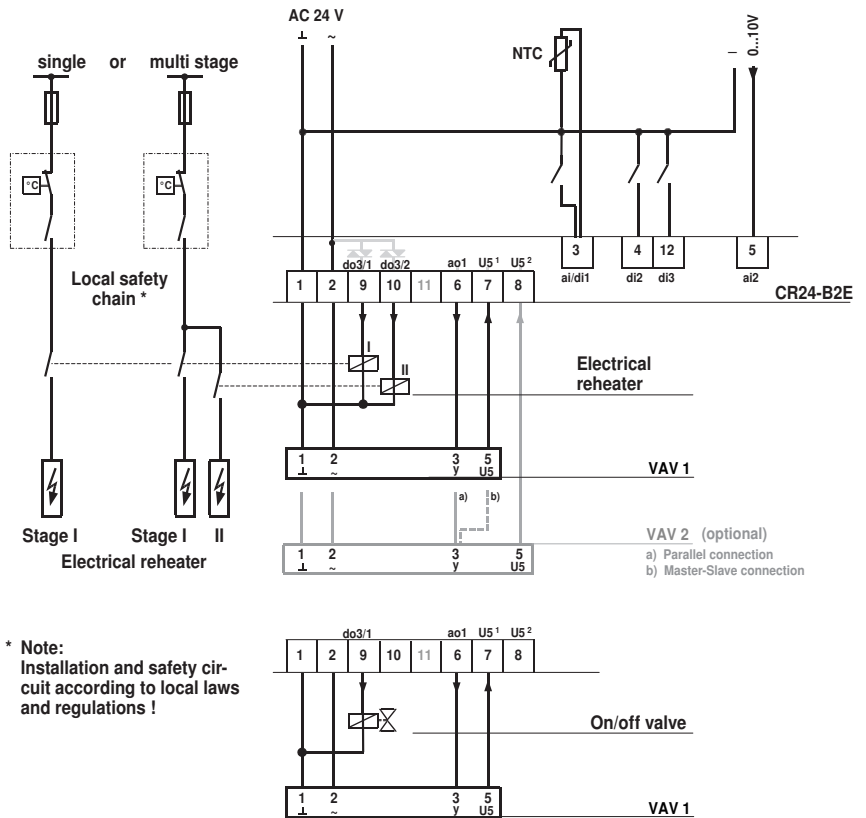 AC 24 V
⊥ ~
single or multi stage
NTC
–
0...10V
°C
°C
3
4
12
5
ai/di1
di2
di3
ai2
do3/1
do3/2
ao1
U5 1
U5 2
1 2 9 10 11 6 7 8
CR24-B2E
Local safety
chain *
I
II
Electrical
reheater
1 2 3 5
⊥ ~ y U5
VAV 1
a)
b)
Stage I
Stage I
II
Electrical reheater
1 2 3 5
⊥ ~ y U5
VAV 2 (optional)
a) Parallel connection
b) Master-Slave connection
* Note:
Installation and safety cir-
cuit according to local laws
and regulations !
do3/1
ao1
U5 1
U5 2
1 2 9 10 11 6 7 8
On/off valve
1 2 3 5
⊥ ~ y U5
VAV 1